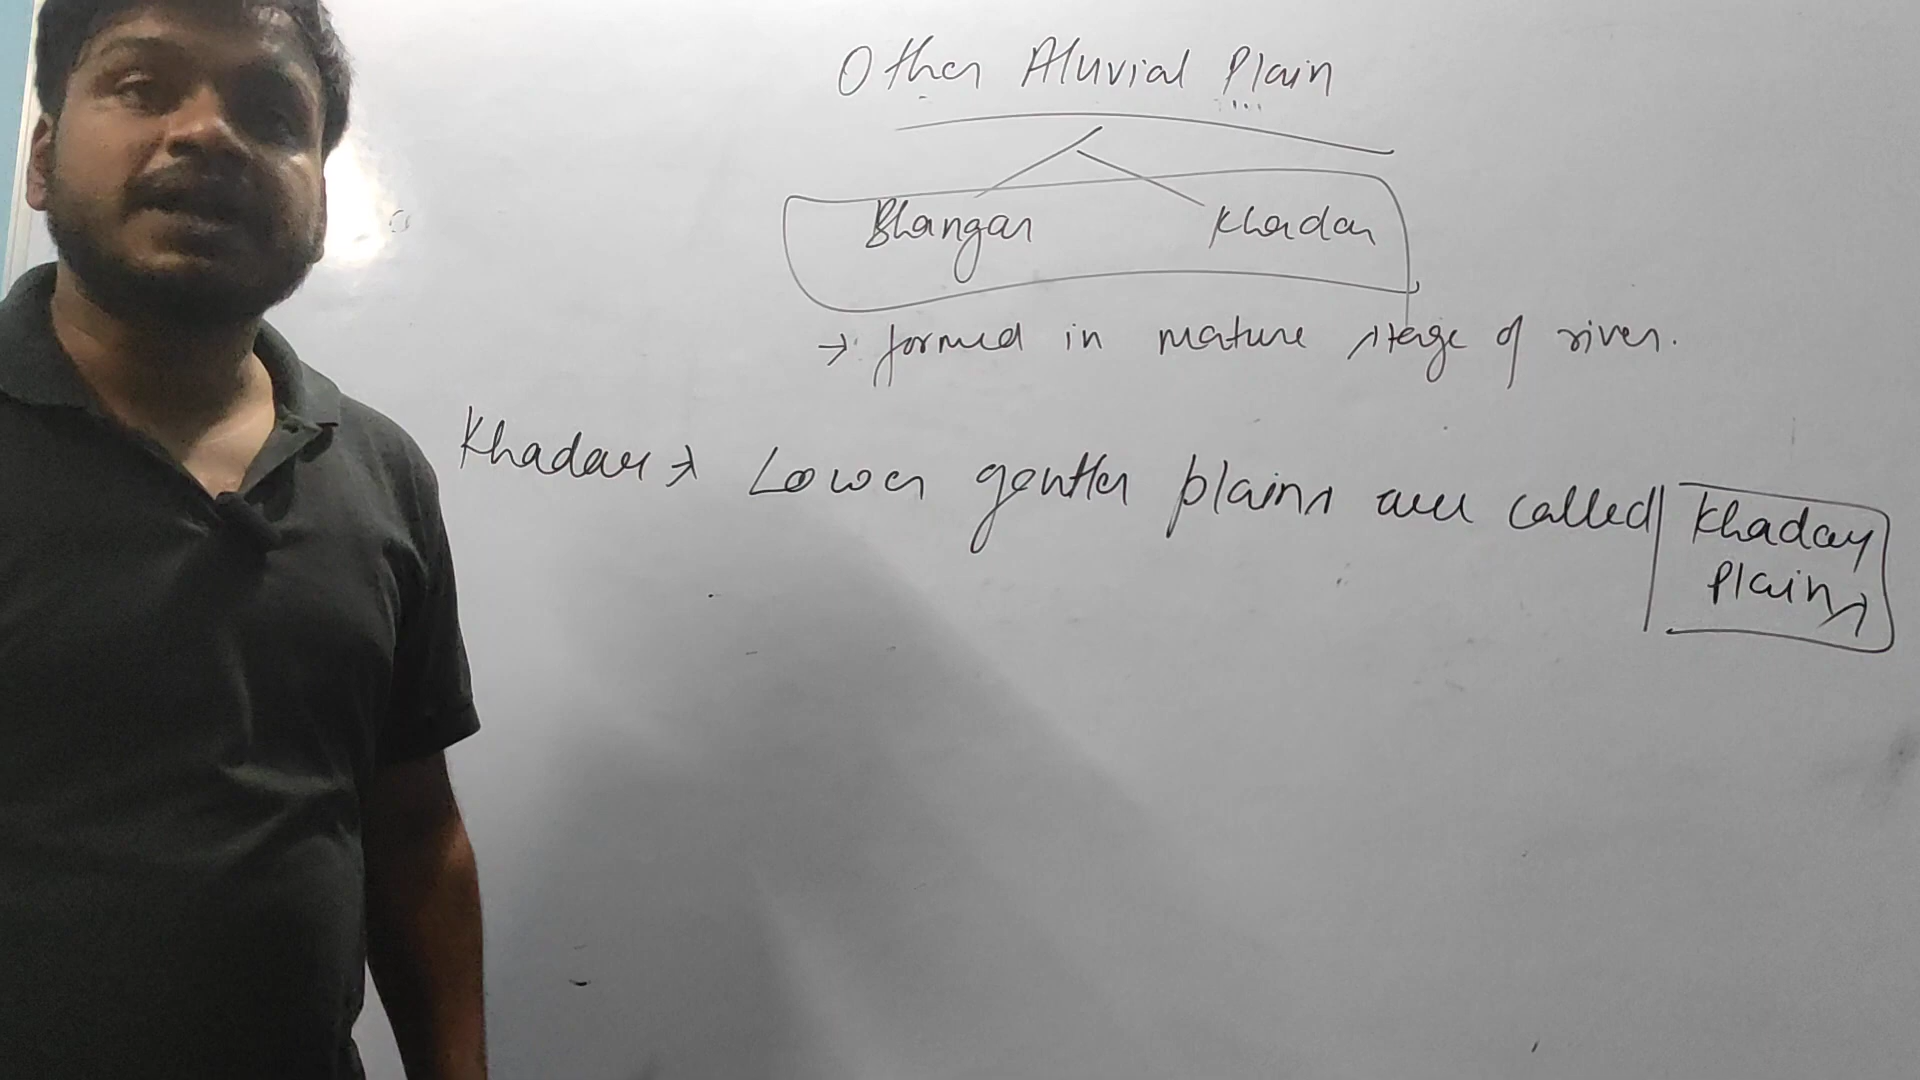 Other Aluvial Plain
Bhangar Khadar
→ formed in mature stage of river.
Khadar → Lower gentler plains are called Khadar
Plains